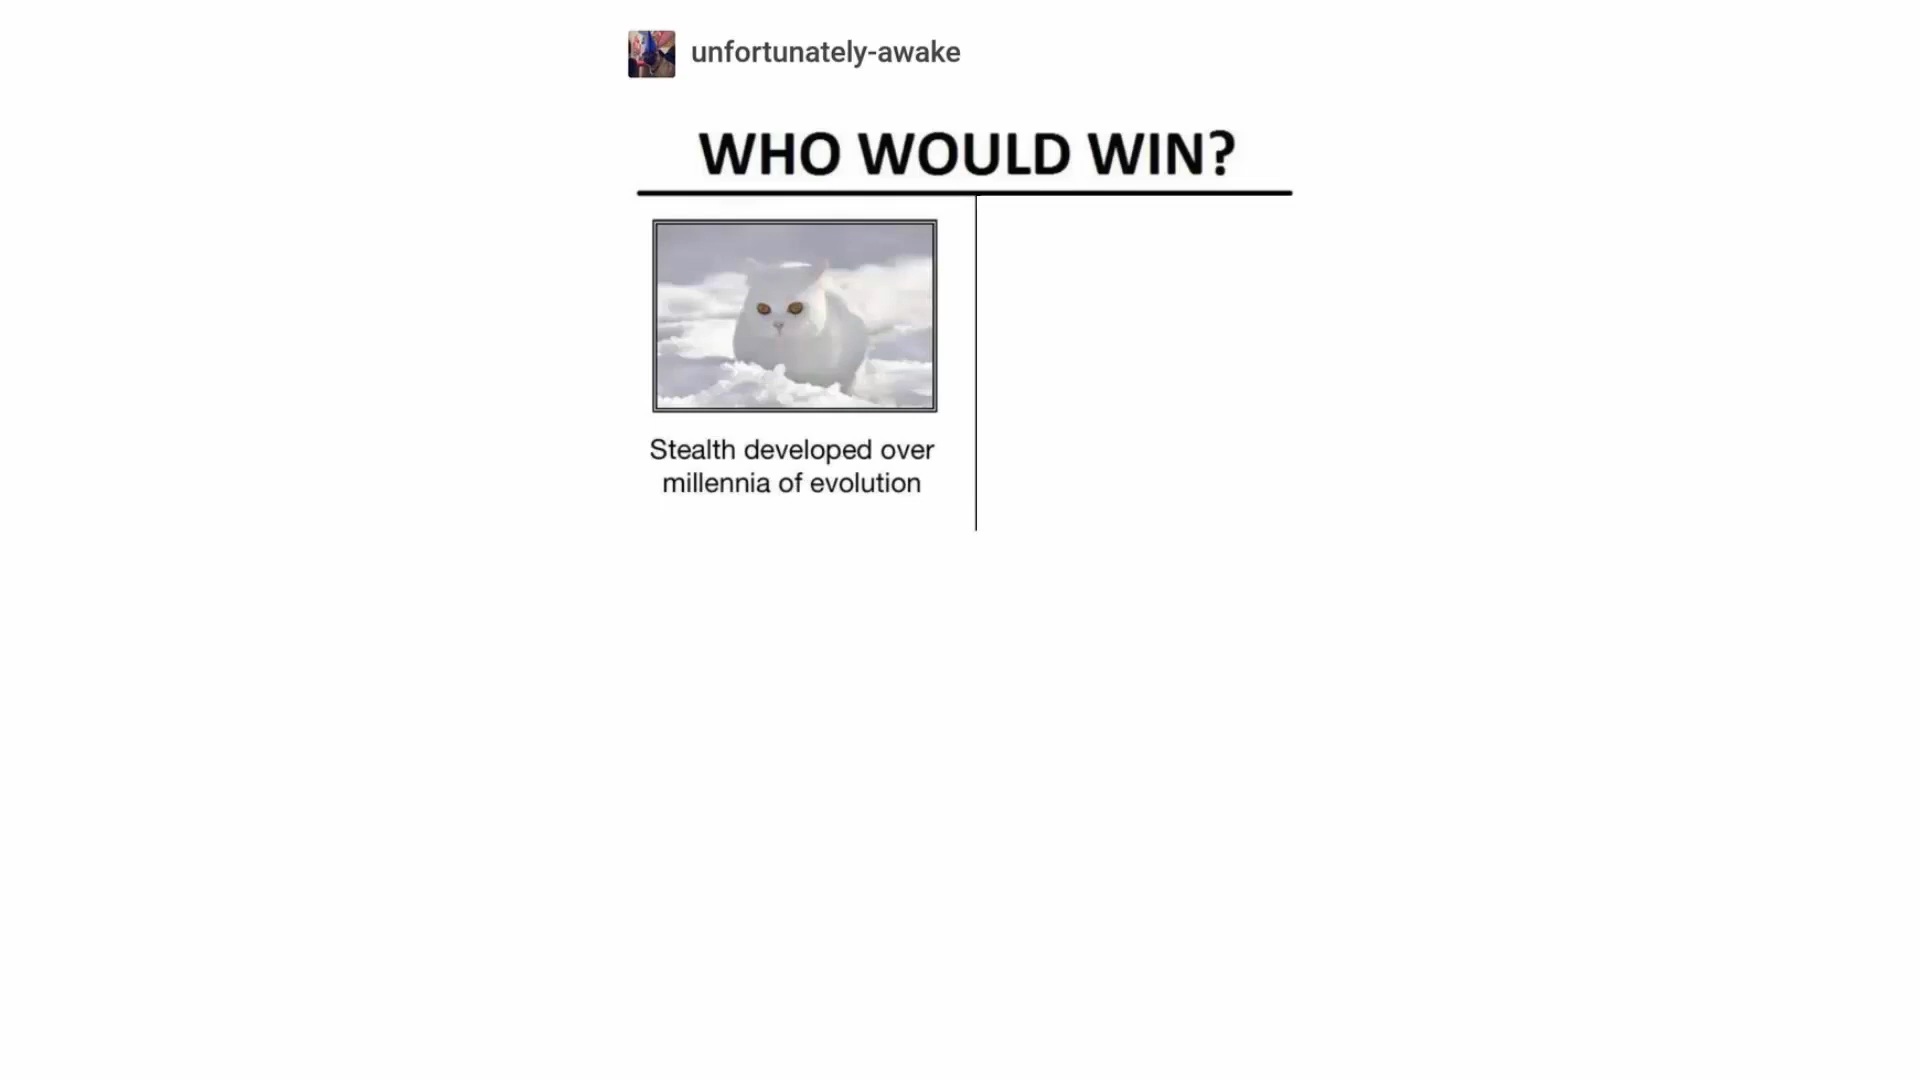 unfortunately-awake
WHO WOULD WIN?
Stealth developed over
millennia of evolution